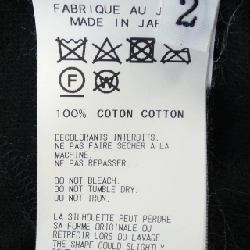 FABRIQUE AU J
MADE IN JAP
2
F
W
100% COTON COTTON
DECOLORANTS INTERDITS.
NE PAS FAIRE SECHER A LA
MACHINE.
NE PAS REPASSER.
DO NOT BLEACH.
DO NOT TUMBLE DRY.
DO NOT IRON.
LA SILHOUETTE PEUT PERDRE
SA FORME ORIGINALE OU
RETRECIR LORS DU LAVAGE.
THE SHAPE COULD SLIGHTLY